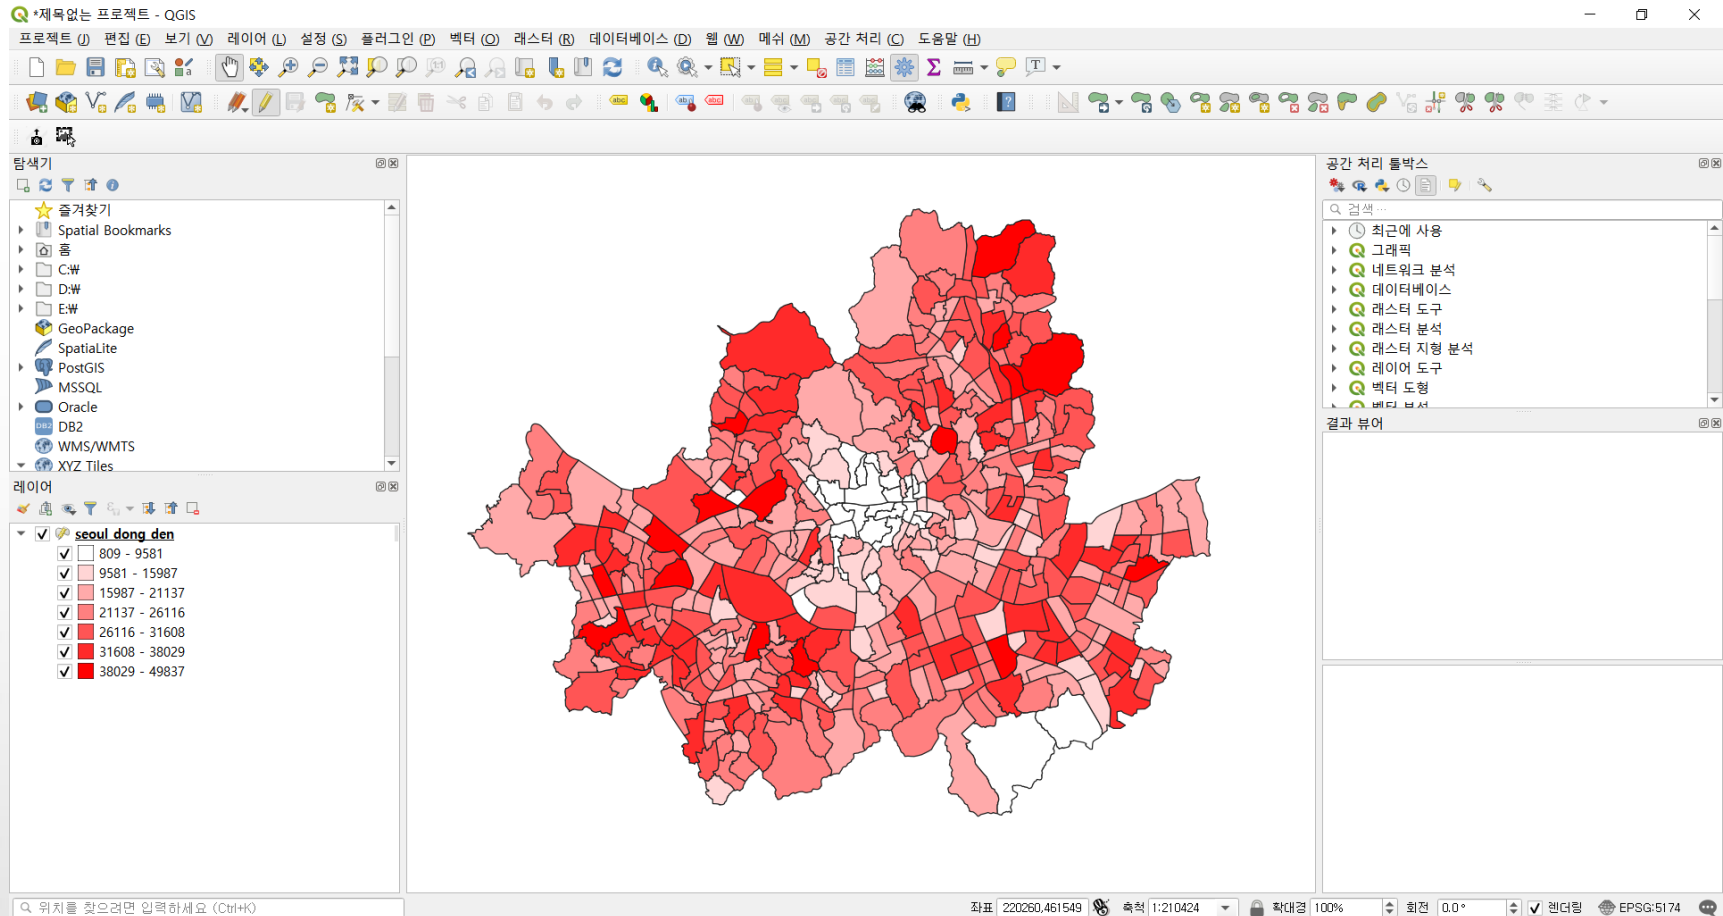 *제목없는 프로젝트 - QGIS
프로젝트 (J) 편집 (E) 보기 (V) 레이어 (L) 설정 (S) 플러그인 (P) 벡터 (O) 래스터 (R) 데이터베이스 (D) 웹 (W) 메쉬 (M) 공간 처리 (C) 도움말 (H)
탐색기
즐겨찾기
Spatial Bookmarks
홈
C:₩
D:₩
E:₩
GeoPackage
SpatiaLite
PostGIS
MSSQL
Oracle
DB2
WMS/WMTS
XYZ Tiles
레이어
seoul_dong_den
809 - 9581
9581 - 15987
15987 - 21137
21137 - 26116
26116 - 31608
31608 - 38029
38029 - 49837
공간 처리 툴박스
검색…
최근에 사용
그래픽
네트워크 분석
데이터베이스
래스터 도구
래스터 분석
래스터 지형 분석
레이어 도구
벡터 도형
벡터 분석
결과 뷰어
위치를 찾으려면 입력하세요 (Ctrl+K)
좌표 220260,461549 축척 1:210424 확대경 100% 회전 0.0° 렌더링 EPSG:5174